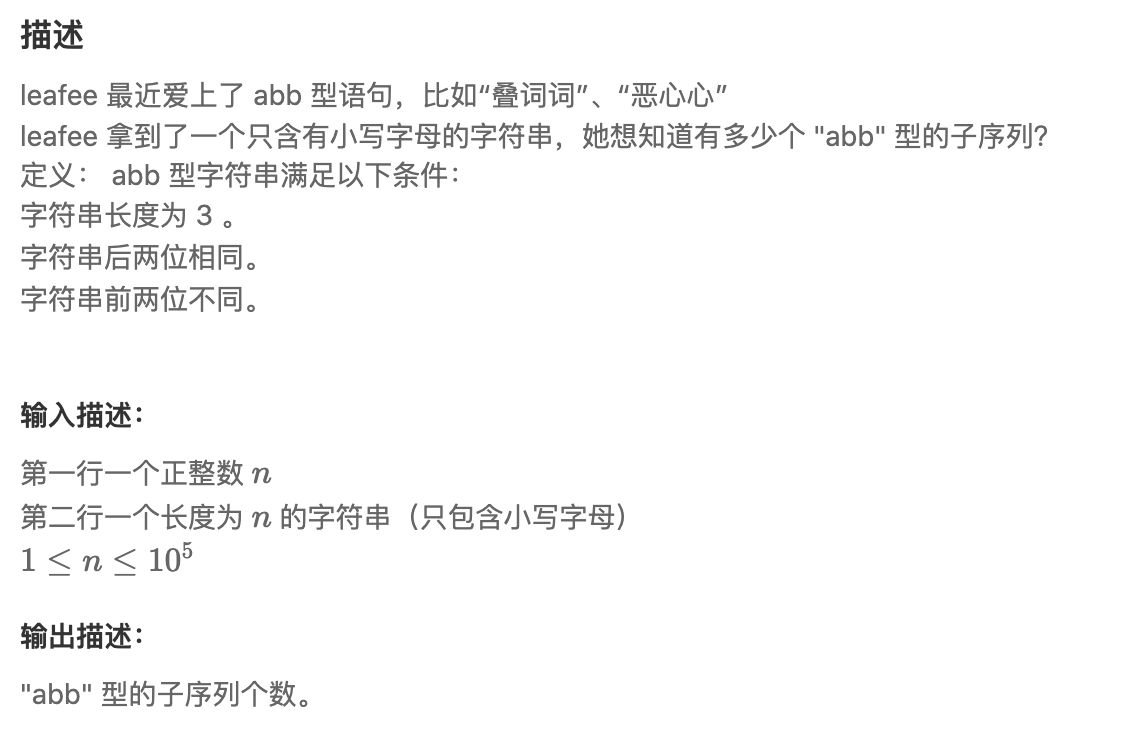 描述
leafee 最近爱上了 abb 型语句，比如“叠词词”、“恶心心”
leafee 拿到了一个只含有小写字母的字符串，她想知道有多少个 "abb" 型的子序列？
定义： abb 型字符串满足以下条件：
字符串长度为 3 。
字符串后两位相同。
字符串前两位不同。
输入描述：
第一行一个正整数 n
第二行一个长度为 n 的字符串（只包含小写字母）
1 ≤ n ≤ 10⁵
输出描述：
"abb" 型的子序列个数。